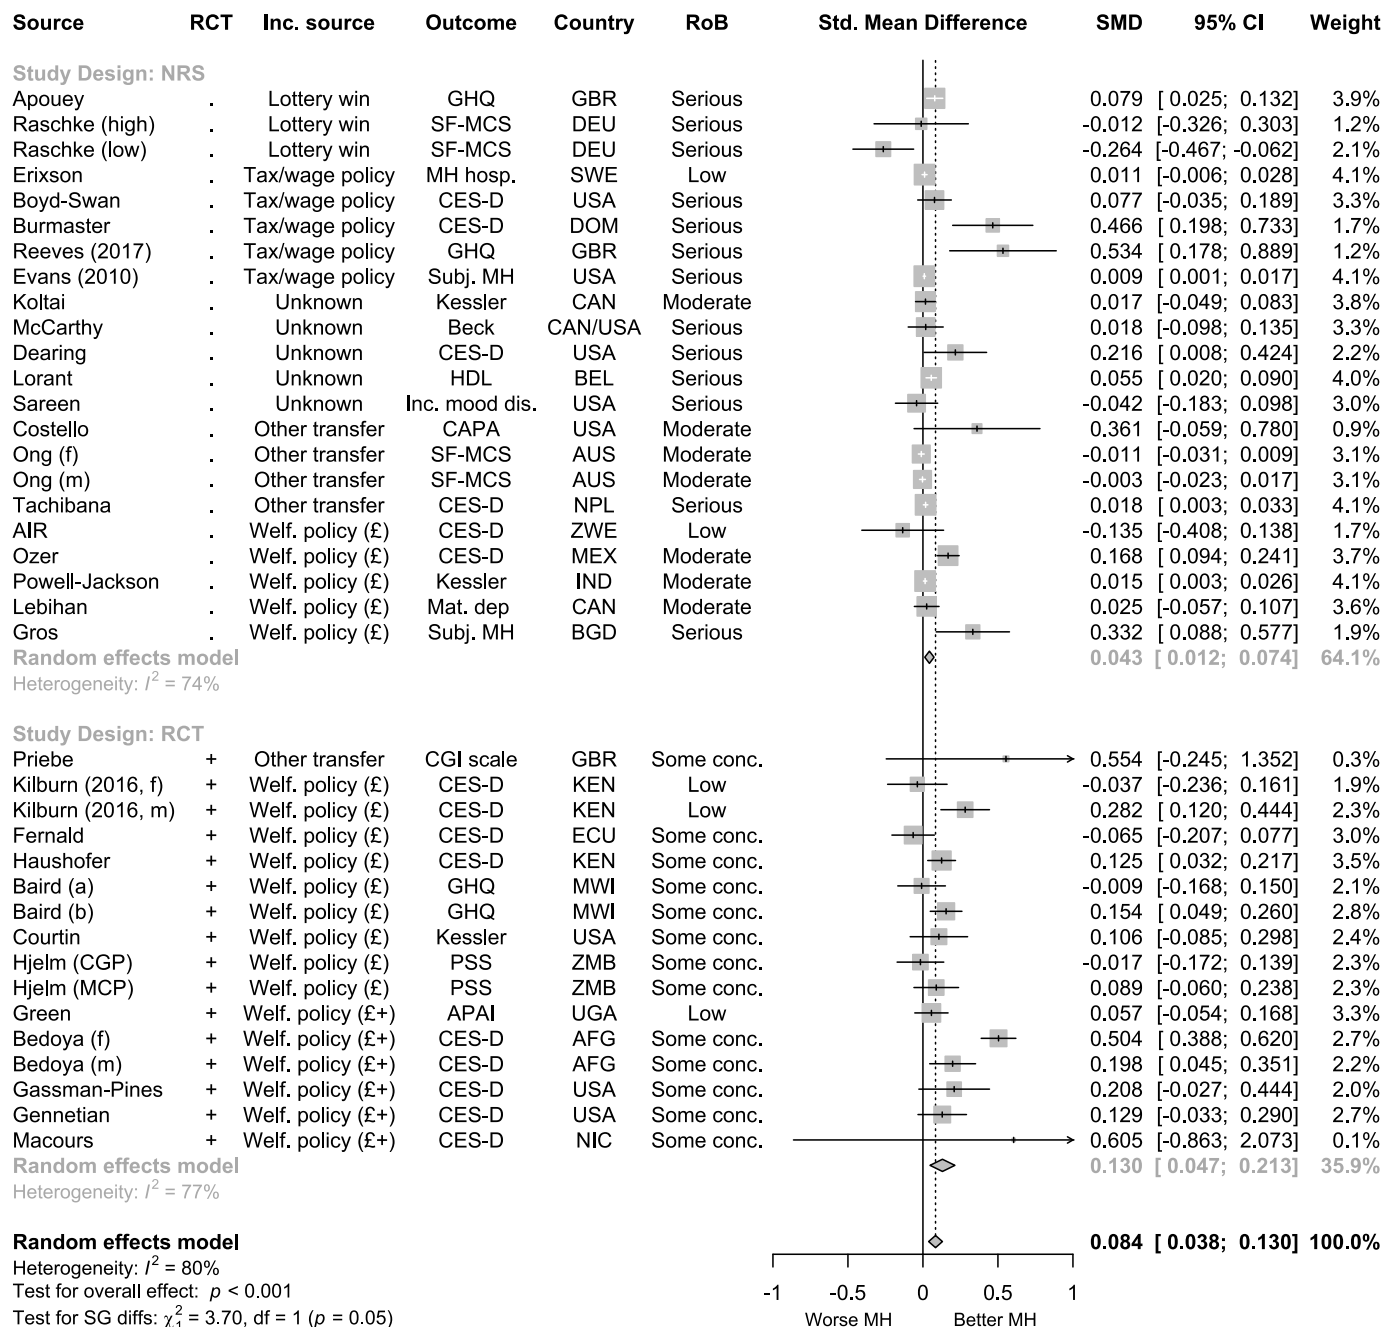 Source RCT Inc. source Outcome Country RoB Std. Mean Difference SMD 95% CI Weight
Study Design: NRS
Apouey . Lottery win GHQ GBR Serious 0.079 [ 0.025; 0.132] 3.9%
Raschke (high) . Lottery win SF-MCS DEU Serious -0.012 [-0.326; 0.303] 1.2%
Raschke (low) . Lottery win SF-MCS DEU Serious -0.264 [-0.467; -0.062] 2.1%
Erixson . Tax/wage policy MH hosp. SWE Low 0.011 [-0.006; 0.028] 4.1%
Boyd-Swan . Tax/wage policy CES-D USA Serious 0.077 [-0.035; 0.189] 3.3%
Burmaster . Tax/wage policy CES-D DOM Serious 0.466 [ 0.198; 0.733] 1.7%
Reeves (2017) . Tax/wage policy GHQ GBR Serious 0.534 [ 0.178; 0.889] 1.2%
Evans (2010) . Tax/wage policy Subj. MH USA Serious 0.009 [ 0.001; 0.017] 4.1%
Koltai . Unknown Kessler CAN Moderate 0.017 [-0.049; 0.083] 3.8%
McCarthy . Unknown Beck CAN/USA Serious 0.018 [-0.098; 0.135] 3.3%
Dearing . Unknown CES-D USA Serious 0.216 [ 0.008; 0.424] 2.2%
Lorant . Unknown HDL BEL Serious 0.055 [ 0.020; 0.090] 4.0%
Sareen . Unknown Inc. mood dis. USA Serious -0.042 [-0.183; 0.098] 3.0%
Costello . Other transfer CAPA USA Moderate 0.361 [-0.059; 0.780] 0.9%
Ong (f) . Other transfer SF-MCS AUS Moderate -0.011 [-0.031; 0.009] 3.1%
Ong (m) . Other transfer SF-MCS AUS Moderate -0.003 [-0.023; 0.017] 3.1%
Tachibana . Other transfer CES-D NPL Serious 0.018 [ 0.003; 0.033] 4.1%
AIR . Welf. policy (£) CES-D ZWE Low -0.135 [-0.408; 0.138] 1.7%
Ozer . Welf. policy (£) CES-D MEX Moderate 0.168 [ 0.094; 0.241] 3.7%
Powell-Jackson . Welf. policy (£) Kessler IND Moderate 0.015 [ 0.003; 0.026] 4.1%
Lebihan . Welf. policy (£) Mat. dep CAN Moderate 0.025 [-0.057; 0.107] 3.6%
Gros . Welf. policy (£) Subj. MH BGD Serious 0.332 [ 0.088; 0.577] 1.9%
Random effects model 0.043 [ 0.012; 0.074] 64.1%
Heterogeneity: I² = 74%
Study Design: RCT
Priebe + Other transfer CGI scale GBR Some conc. 0.554 [-0.245; 1.352] 0.3%
Kilburn (2016, f) + Welf. policy (£) CES-D KEN Low -0.037 [-0.236; 0.161] 1.9%
Kilburn (2016, m) + Welf. policy (£) CES-D KEN Low 0.282 [ 0.120; 0.444] 2.3%
Fernald + Welf. policy (£) CES-D ECU Some conc. -0.065 [-0.207; 0.077] 3.0%
Haushofer + Welf. policy (£) CES-D KEN Some conc. 0.125 [ 0.032; 0.217] 3.5%
Baird (a) + Welf. policy (£) GHQ MWI Some conc. -0.009 [-0.168; 0.150] 2.1%
Baird (b) + Welf. policy (£) GHQ MWI Some conc. 0.154 [ 0.049; 0.260] 2.8%
Courtin + Welf. policy (£) Kessler USA Some conc. 0.106 [-0.085; 0.298] 2.4%
Hjelm (CGP) + Welf. policy (£) PSS ZMB Some conc. -0.017 [-0.172; 0.139] 2.3%
Hjelm (MCP) + Welf. policy (£) PSS ZMB Some conc. 0.089 [-0.060; 0.238] 2.3%
Green + Welf. policy (£+) APAI UGA Low 0.057 [-0.054; 0.168] 3.3%
Bedoya (f) + Welf. policy (£+) CES-D AFG Some conc. 0.504 [ 0.388; 0.620] 2.7%
Bedoya (m) + Welf. policy (£+) CES-D AFG Some conc. 0.198 [ 0.045; 0.351] 2.2%
Gassman-Pines + Welf. policy (£+) CES-D USA Some conc. 0.208 [-0.027; 0.444] 2.0%
Gennetian + Welf. policy (£+) CES-D USA Some conc. 0.129 [-0.033; 0.290] 2.7%
Macours + Welf. policy (£+) CES-D NIC Some conc. 0.605 [-0.863; 2.073] 0.1%
Random effects model 0.130 [ 0.047; 0.213] 35.9%
Heterogeneity: I² = 77%
Random effects model 0.084 [ 0.038; 0.130] 100.0%
Heterogeneity: I² = 80%
Test for overall effect: p < 0.001
-1 -0.5 0 0.5 1
Test for SG diffs: χ²₁ = 3.70, df = 1 (p = 0.05)
Worse MH Better MH